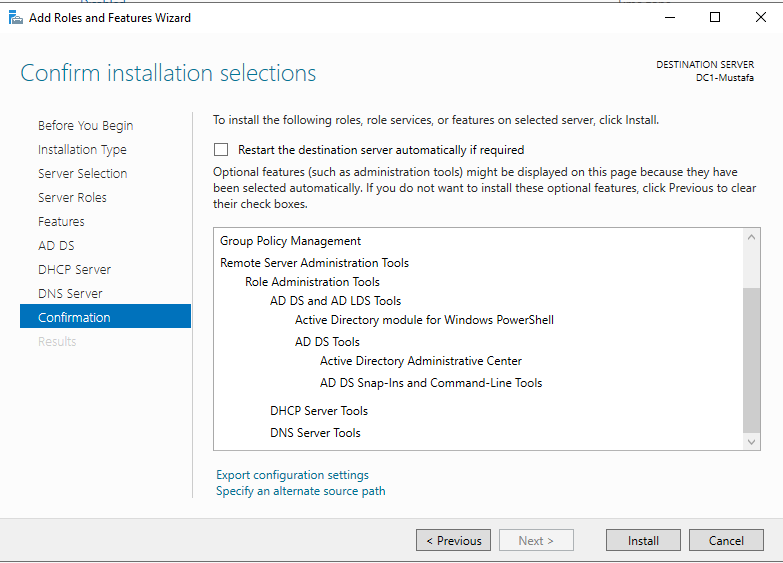 Add Roles and Features Wizard
Confirm installation selections
DESTINATION SERVER
DC1-Mustafa
Before You Begin
Installation Type
Server Selection
Server Roles
Features
AD DS
DHCP Server
DNS Server
Confirmation
Results
To install the following roles, role services, or features on selected server, click Install.
Restart the destination server automatically if required
Optional features (such as administration tools) might be displayed on this page because they have
been selected automatically. If you do not want to install these optional features, click Previous to clear
their check boxes.
Group Policy Management
Remote Server Administration Tools
Role Administration Tools
AD DS and AD LDS Tools
Active Directory module for Windows PowerShell
AD DS Tools
Active Directory Administrative Center
AD DS Snap-Ins and Command-Line Tools
DHCP Server Tools
DNS Server Tools
Export configuration settings
Specify an alternate source path
< Previous
Next >
Install
Cancel